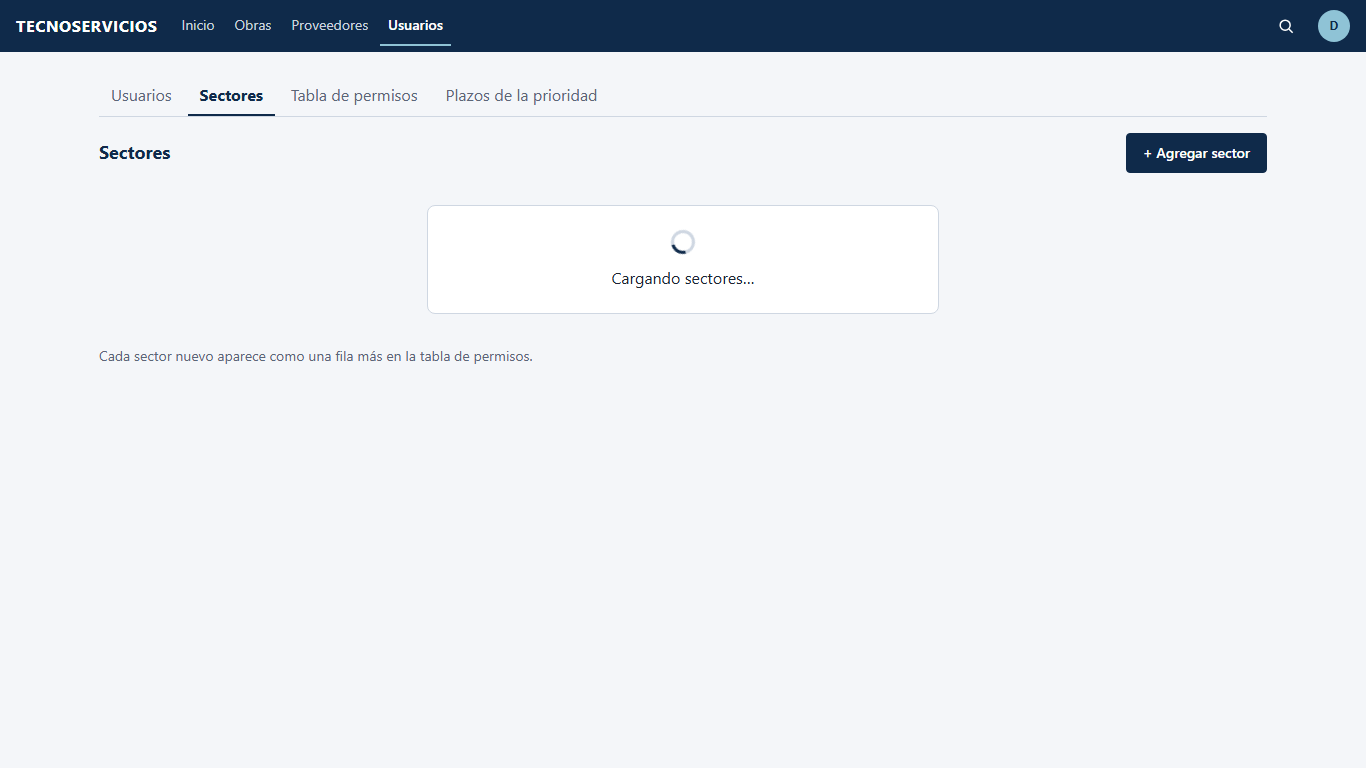 TECNOSERVICIOS Inicio Obras Proveedores Usuarios D
Usuarios Sectores Tabla de permisos Plazos de la prioridad
Sectores + Agregar sector
Cargando sectores...
Cada sector nuevo aparece como una fila más en la tabla de permisos.